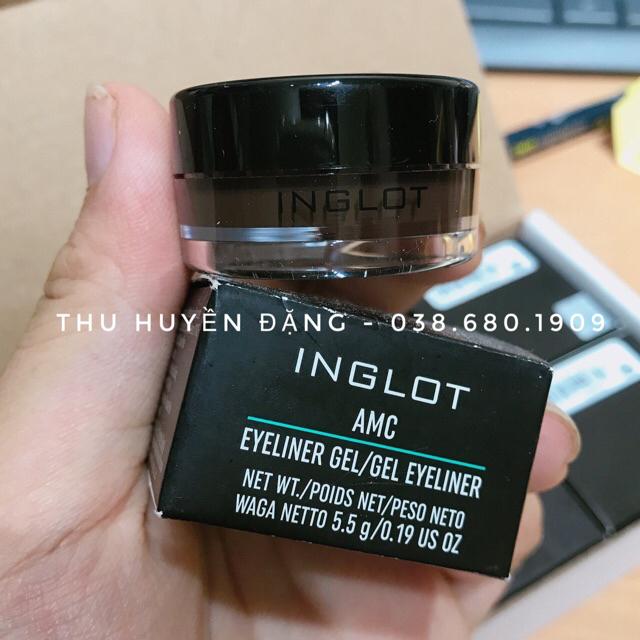 INGLOT
THU HUYỀN ĐẶNG - 038.680.1909
INGLOT
AMC
EYELINER GEL/GEL EYELINER
NET WT./POIDS NET/PESO NETO
WAGA NETTO 5.5 g/0.19 US OZ